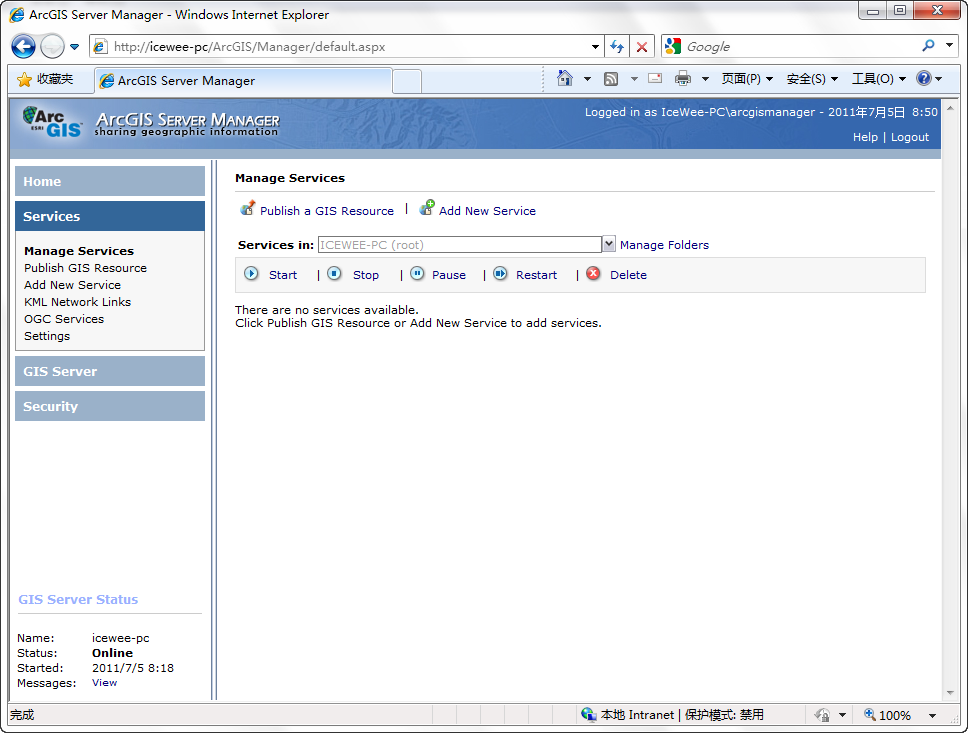 ArcGIS Server Manager - Windows Internet Explorer
http://icewee-pc/ArcGIS/Manager/default.aspx
Google
收藏夹
ArcGIS Server Manager
页面(P)
安全(S)
工具(O)
Arc
ESRI GIS
ArcGIS Server Manager
sharing geographic information
Logged in as IceWee-PC\arcgismanager - 2011年7月5日 8:50
Help | Logout
Home
Services
Manage Services
Publish GIS Resource
Add New Service
KML Network Links
OGC Services
Settings
GIS Server
Security
GIS Server Status
Name: icewee-pc
Status: Online
Started: 2011/7/5 8:18
Messages: View
Manage Services
Publish a GIS Resource | Add New Service
Services in: ICEWEE-PC (root) Manage Folders
Start | Stop | Pause | Restart | Delete
There are no services available.
Click Publish GIS Resource or Add New Service to add services.
完成
本地 Intranet | 保护模式: 禁用
100%